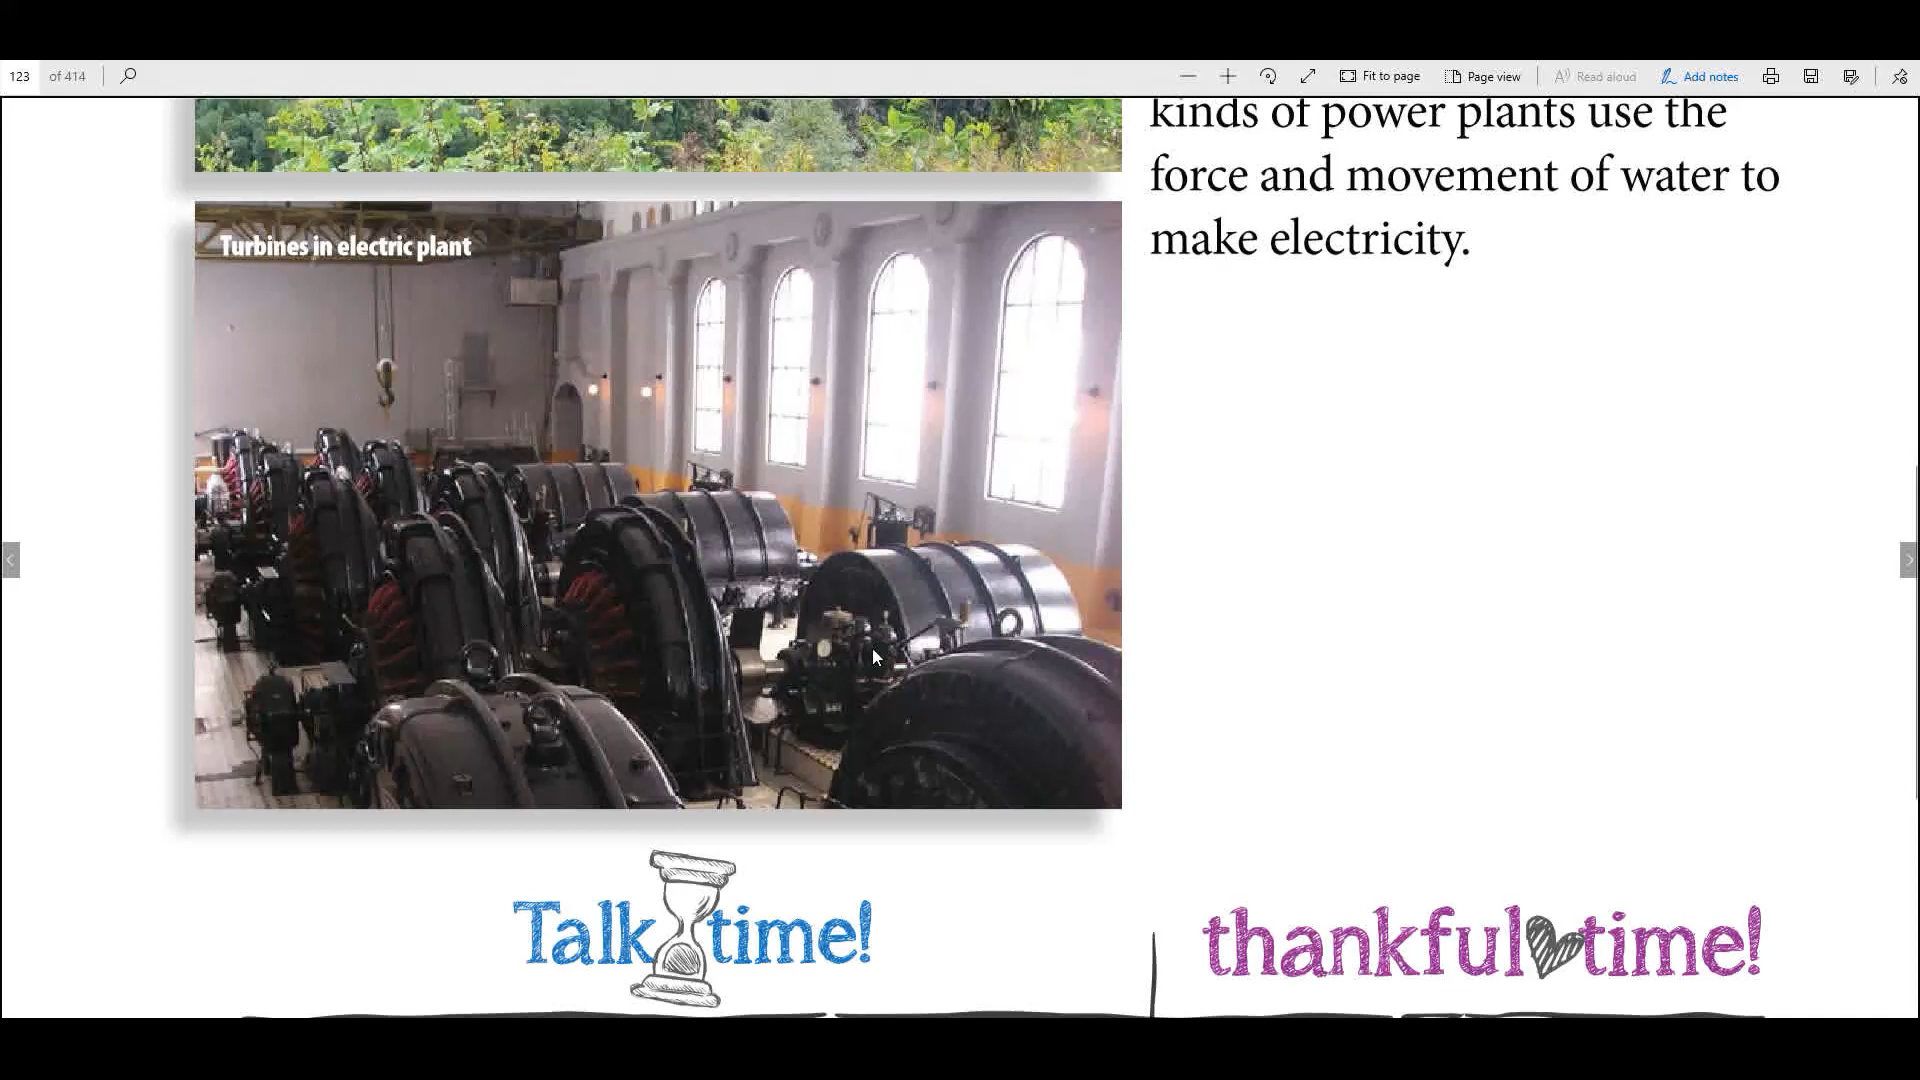 123 of 414
Fit to page
Page view
Read aloud
Add notes
kinds of power plants use the
force and movement of water to
make electricity.
Turbines in electric plant
Talk time!
thankful time!